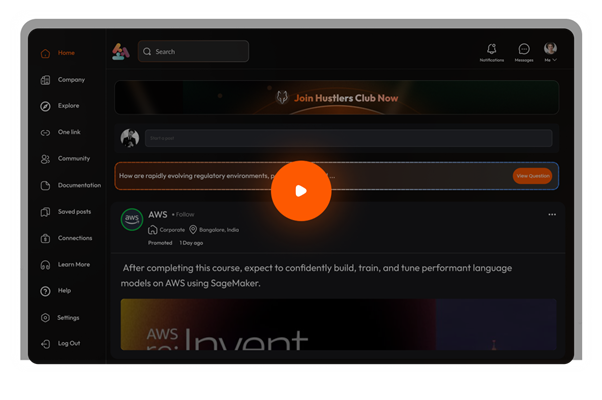 Home
Company
Explore
One link
Community
Documentation
Saved posts
Connections
Learn More
Help
Settings
Log Out
Search
Notifications
Messages
Me
Join Hustlers Club Now
How are rapidly evolving regulatory environments, p
...
View Question
aws
AWS • Follow
Corporate Bangalore, India
Promoted 1 Day ago
After completing this course, expect to confidently build, train, and tune performant language
models on AWS using SageMaker.
AWS
re:Invent